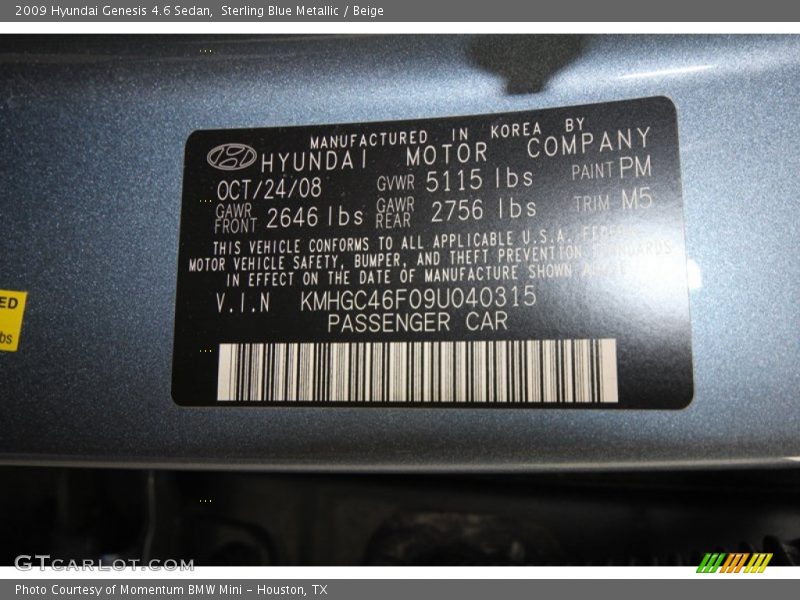 2009 Hyundai Genesis 4.6 Sedan,  Sterling Blue Metallic / Beige
MANUFACTURED IN KOREA BY
HYUNDAI MOTOR COMPANY
OCT/24/08 GVWR 5115 lbs PAINT PM
GAWR FRONT 2646 lbs GAWR REAR 2756 lbs TRIM M5
THIS VEHICLE CONFORMS TO ALL APPLICABLE U.S.A. FEDERAL
MOTOR VEHICLE SAFETY, BUMPER, AND THEFT PREVENTION STANDARDS
IN EFFECT ON THE DATE OF MANUFACTURE SHOWN ABOVE
V.I.N KMHGC46F09U040315
PASSENGER CAR
ED
bs
GTcarlot.com
Photo Courtesy of Momentum BMW Mini - Houston, TX